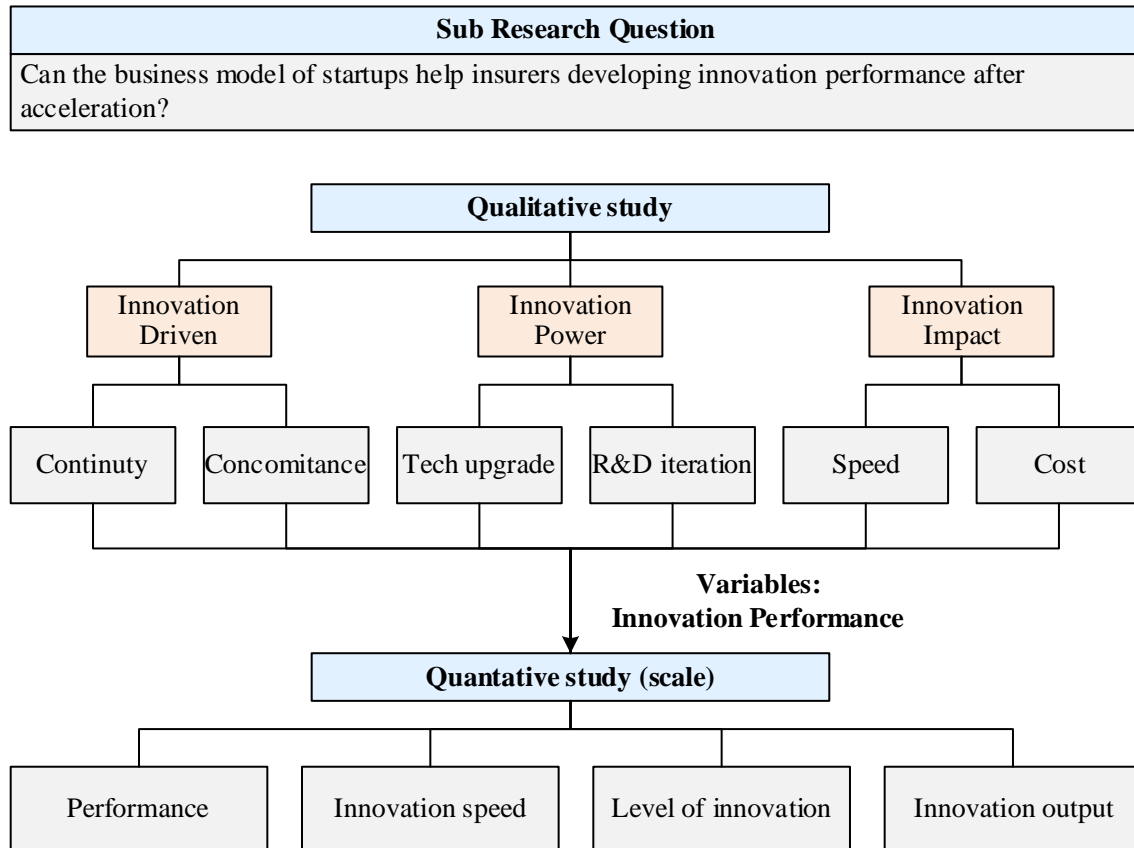 Sub Research Question
Can the business model of startups help insurers developing innovation performance after
acceleration?
Qualitative study
Innovation
Driven
Innovation
Power
Innovation
Impact
Continuty
Concomitance
Tech upgrade
R&D iteration
Speed
Cost
Variables:
Innovation Performance
Quantative study (scale)
Performance
Innovation speed
Level of innovation
Innovation output